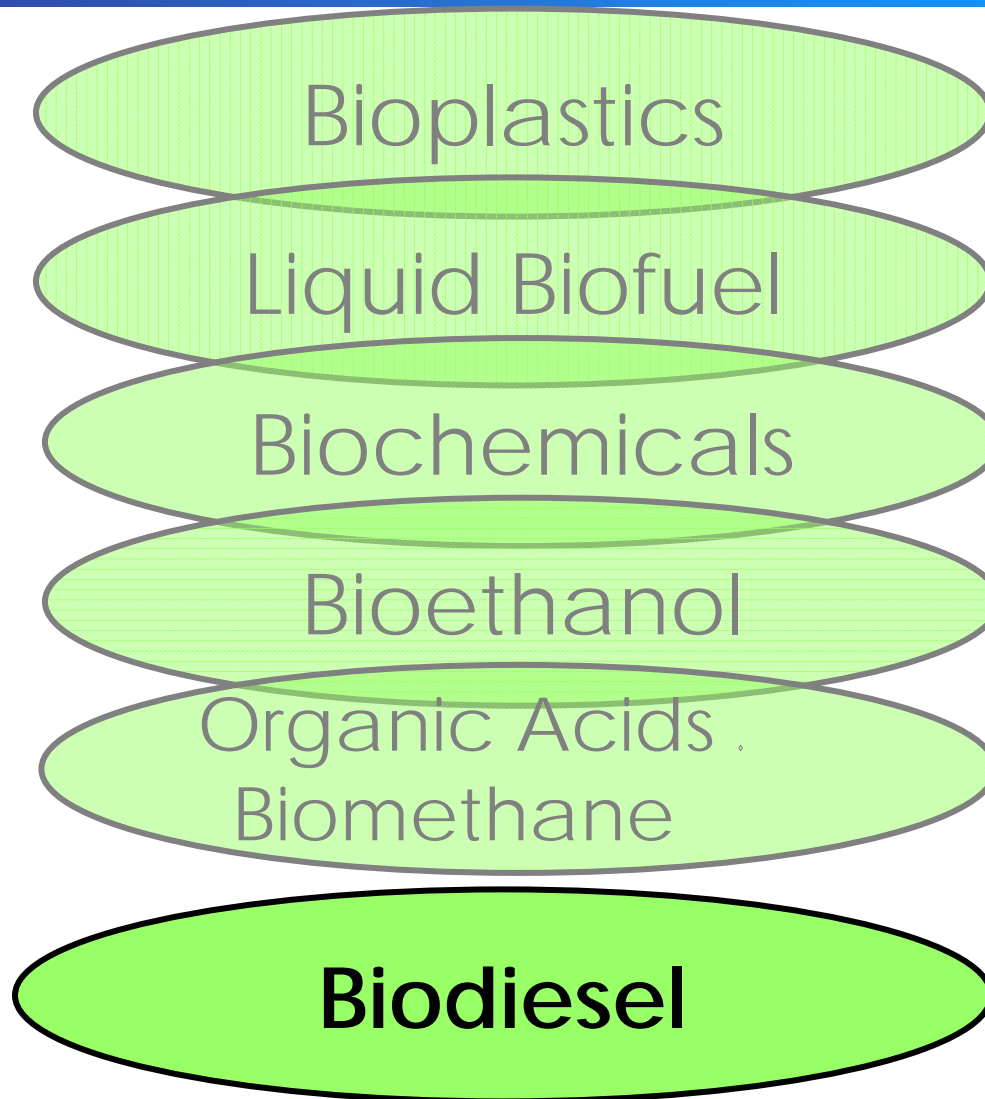 Bioplastics
Liquid Biofuel
Biochemicals
Bioethanol
Organic Acids
Biomethane
Biodiesel